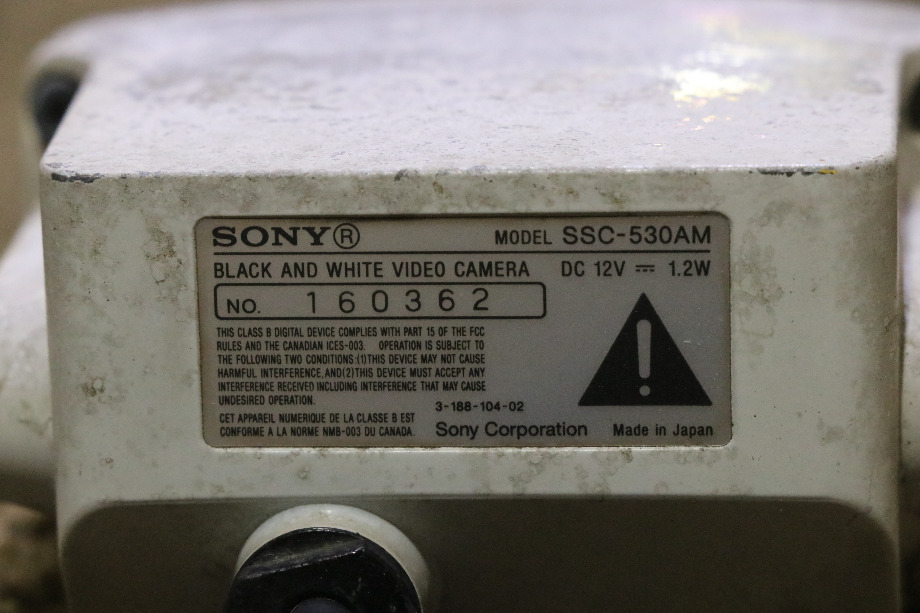 SONY® MODEL SSC-530AM
BLACK AND WHITE VIDEO CAMERA DC 12V ⎓ 1.2W
NO. 160362
THIS CLASS B DIGITAL DEVICE COMPLIES WITH PART 15 OF THE FCC
RULES AND THE CANADIAN ICES-003. OPERATION IS SUBJECT TO
THE FOLLOWING TWO CONDITIONS:(1)THIS DEVICE MAY NOT CAUSE
HARMFUL INTERFERENCE,AND(2)THIS DEVICE MUST ACCEPT ANY
INTERFERENCE RECEIVED INCLUDING INTERFERENCE THAT MAY CAUSE
UNDESIRED OPERATION.
3-188-104-02
CET APPAREIL NUMERIQUE DE LA CLASSE B EST
CONFORME A LA NORME NMB-003 DU CANADA.
Sony Corporation Made in Japan